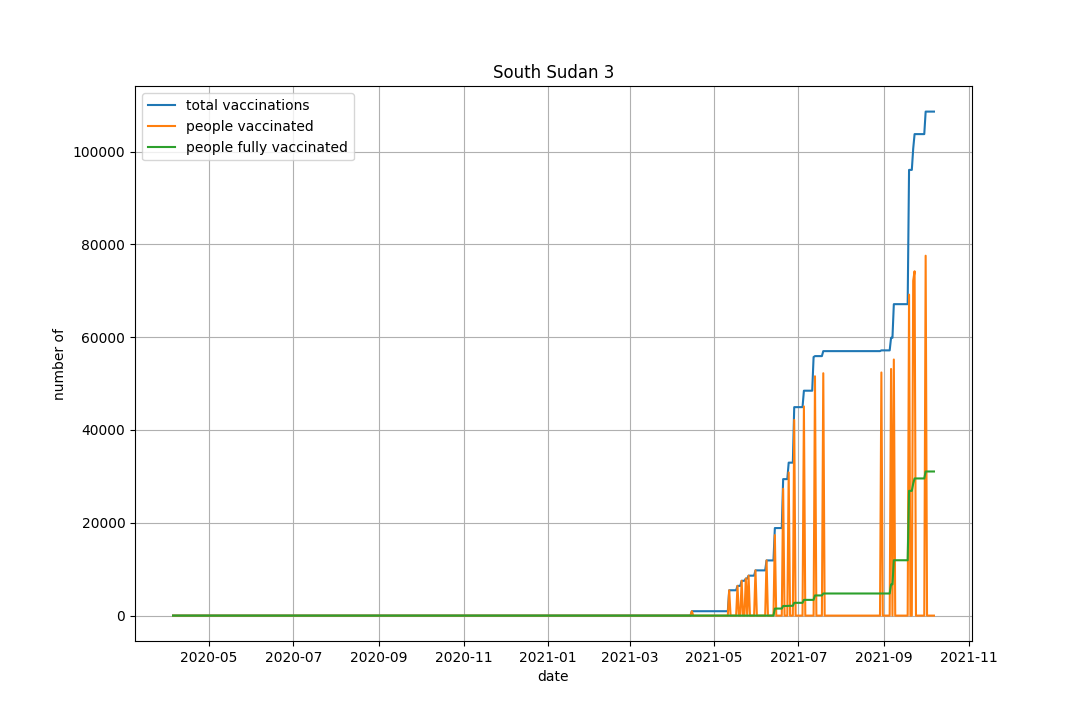 South Sudan 3
total vaccinations
people vaccinated
people fully vaccinated
number of
100000
80000
60000
40000
20000
0
2020-05 2020-07 2020-09 2020-11 2021-01 2021-03 2021-05 2021-07 2021-09 2021-11
date